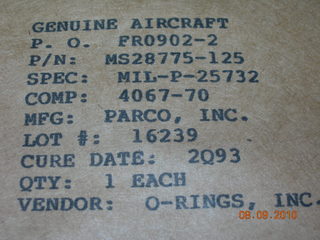 GENUINE AIRCRAFT
P. O. FR0902-2
P/N: MS28775-125
SPEC: MIL-P-25732
COMP: 4067-70
MFG: PARCO, INC.
LOT #: 16239
CURE DATE: 2Q93
QTY: 1 EACH
VENDOR: O-RINGS, INC.
08.09.2010